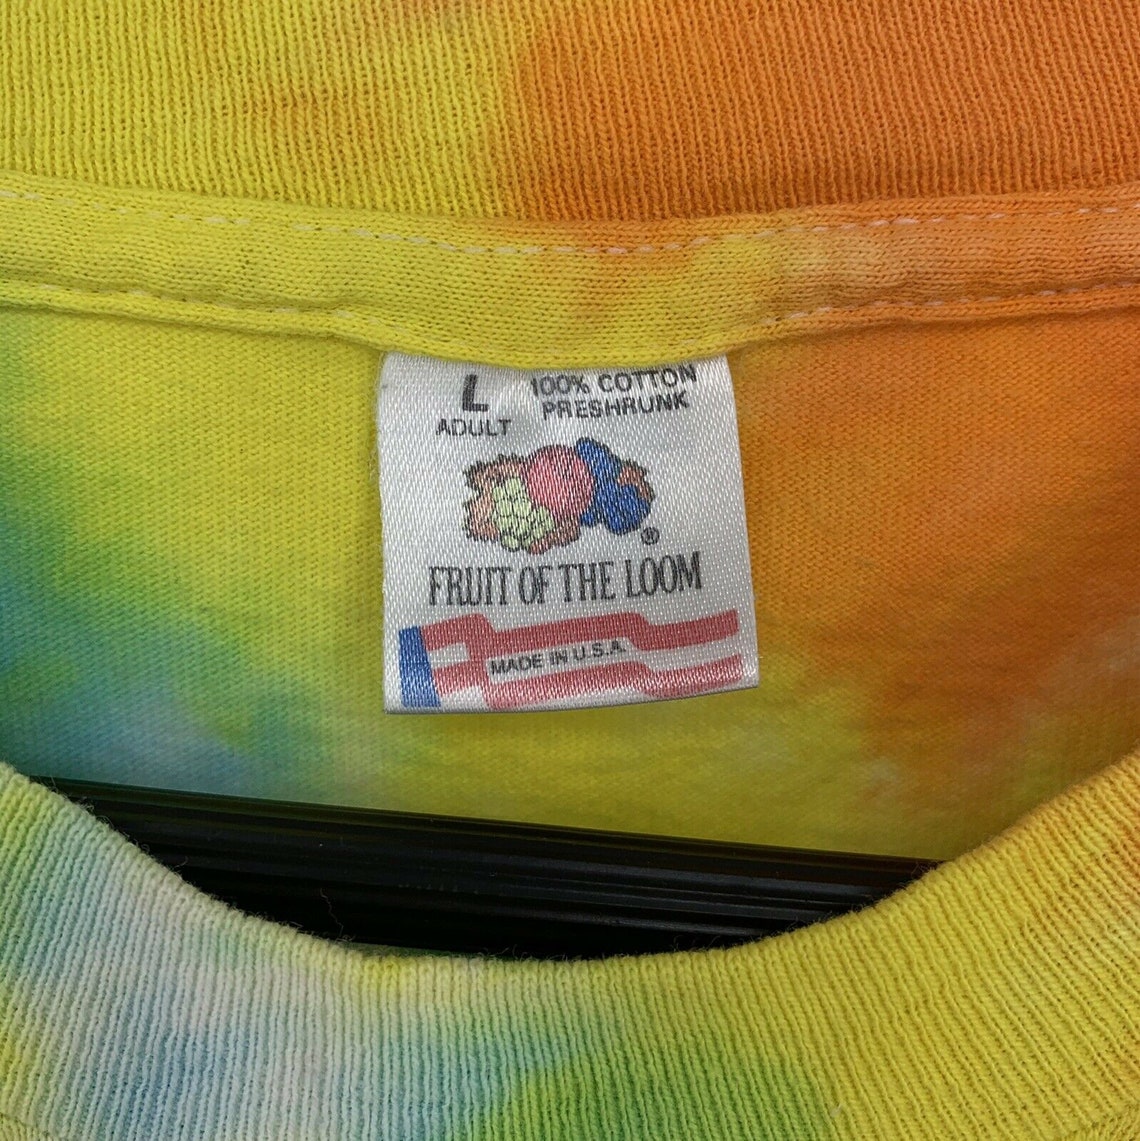 L 100% COTTON
ADULT PRESHRUNK
®
FRUIT OF THE LOOM
MADE IN U.S.A.